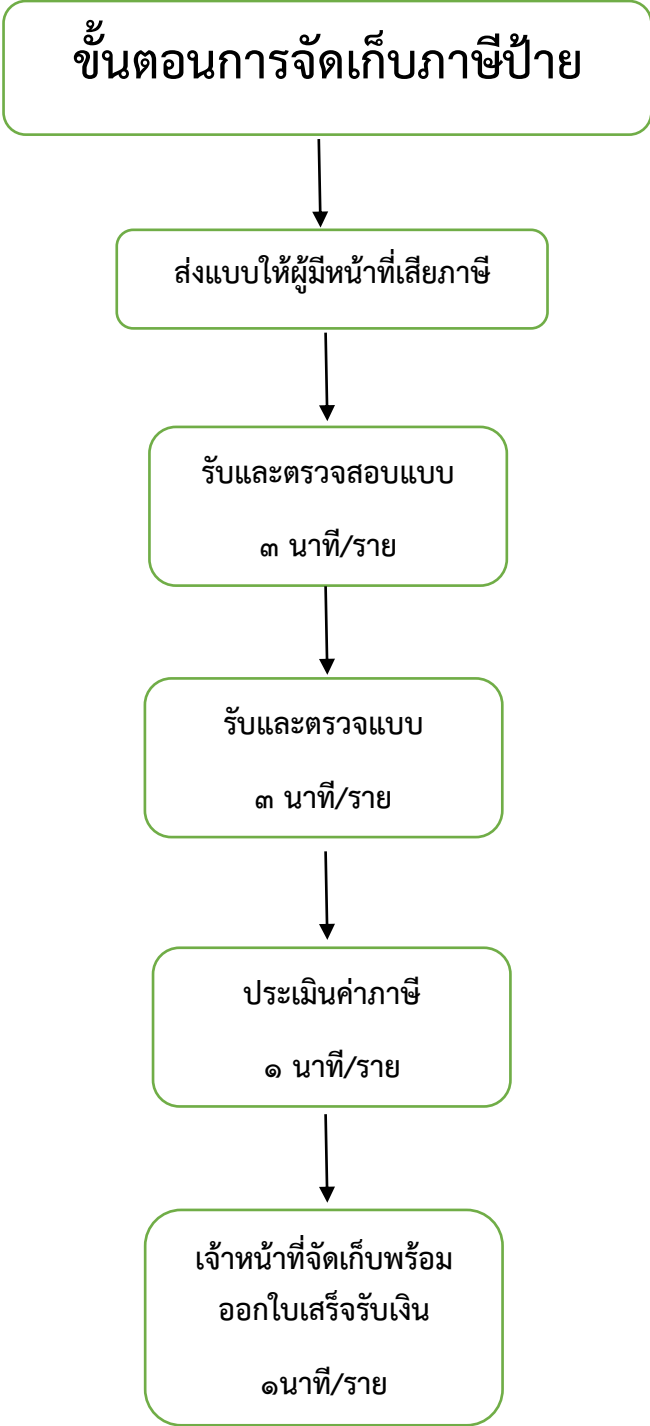 ขั้นตอนการจัดเก็บภาษีป้าย
ส่งแบบให้ผู้มีหน้าที่เสียภาษี
รับและตรวจสอบแบบ
๓ นาที/ราย
รับและตรวจแบบ
๓ นาที/ราย
ประเมินค่าภาษี
๑ นาที/ราย
เจ้าหน้าที่จัดเก็บพร้อม
ออกใบเสร็จรับเงิน
๑นาที/ราย